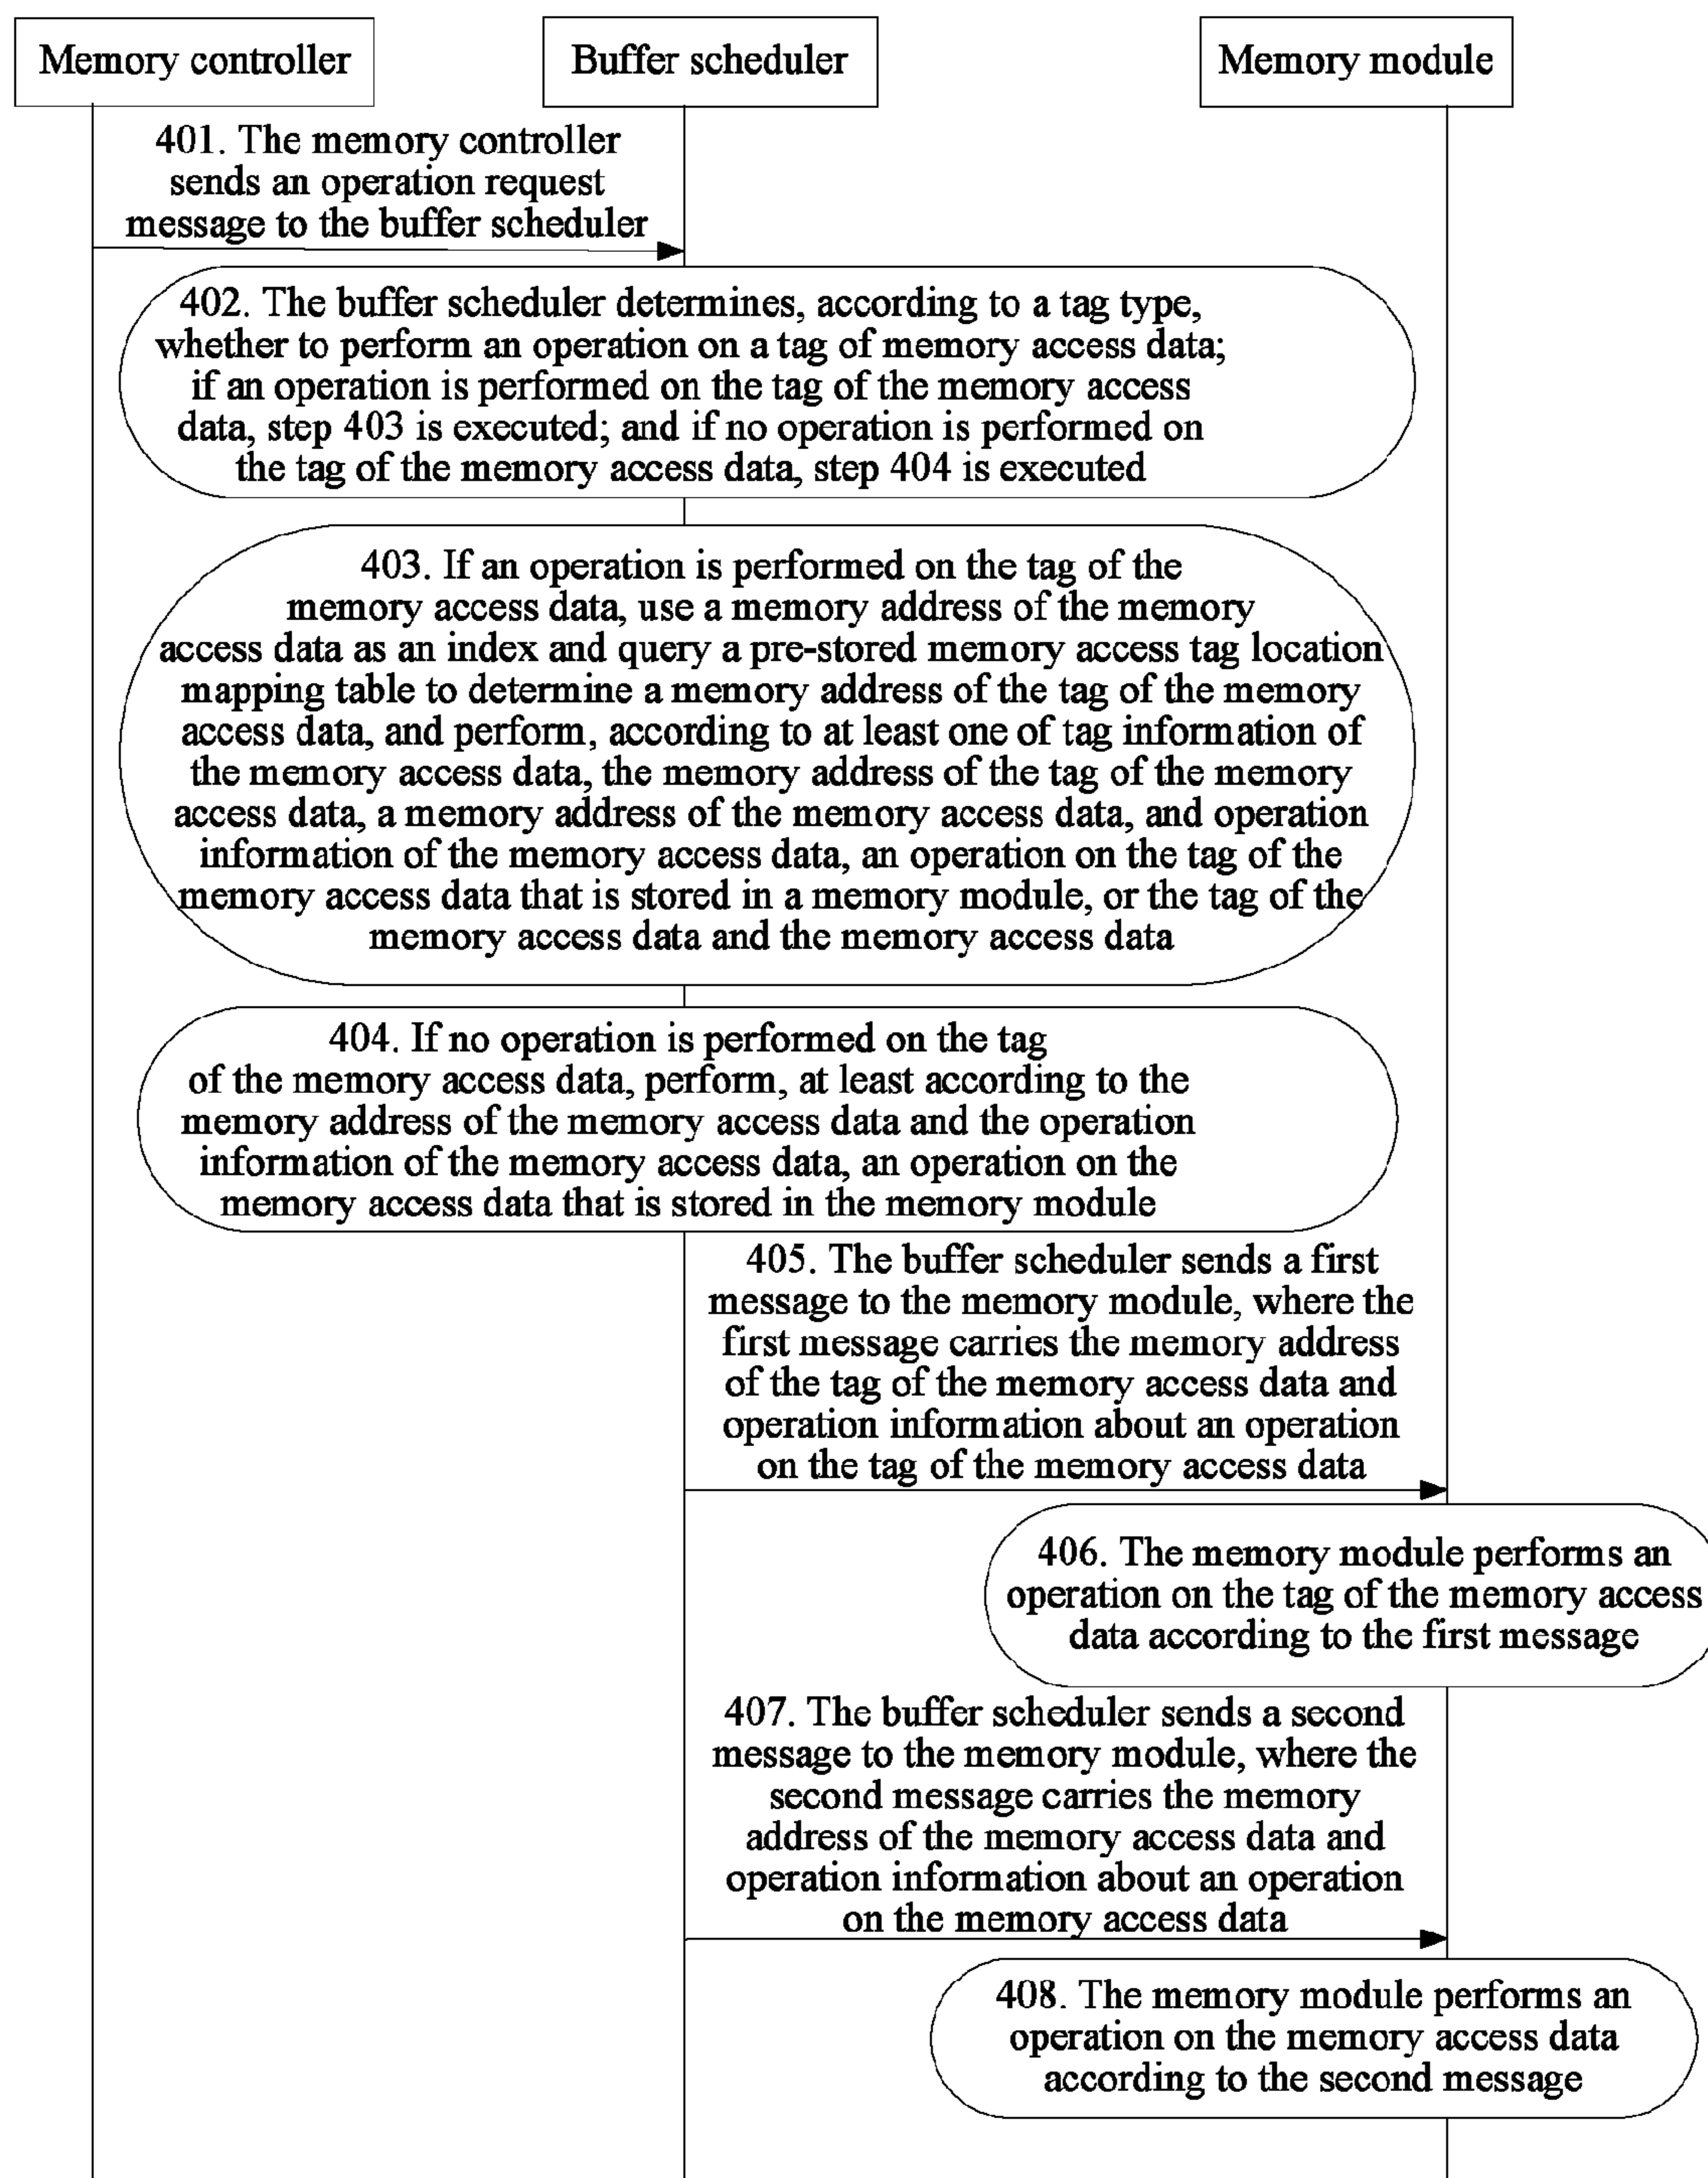 Memory controller
Buffer scheduler
Memory module
401. The memory controller
sends an operation request
message to the buffer scheduler
402. The buffer scheduler determines, according to a tag type,
whether to perform an operation on a tag of memory access data;
if an operation is performed on the tag of the memory access
data, step 403 is executed; and if no operation is performed on
the tag of the memory access data, step 404 is executed
403. If an operation is performed on the tag of the
memory access data, use a memory address of the memory
access data as an index and query a pre-stored memory access tag location
mapping table to determine a memory address of the tag of the memory
access data, and perform, according to at least one of tag information of
the memory access data, the memory address of the tag of the memory
access data, a memory address of the memory access data, and operation
information of the memory access data, an operation on the tag of the
memory access data that is stored in a memory module, or the tag of the
memory access data and the memory access data
404. If no operation is performed on the tag
of the memory access data, perform, at least according to the
memory address of the memory access data and the operation
information of the memory access data, an operation on the
memory access data that is stored in the memory module
405. The buffer scheduler sends a first
message to the memory module, where the
first message carries the memory address
of the tag of the memory access data and
operation information about an operation
on the tag of the memory access data
406. The memory module performs an
operation on the tag of the memory access
data according to the first message
407. The buffer scheduler sends a second
message to the memory module, where the
second message carries the memory
address of the memory access data and
operation information about an operation
on the memory access data
408. The memory module performs an
operation on the memory access data
according to the second message